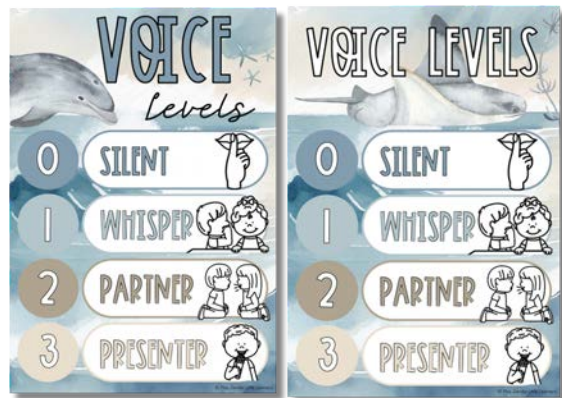 VOICE
levels
0 SILENT
1 WHISPER
2 PARTNER
3 PRESENTER
VOICE LEVELS
0 SILENT
1 WHISPER
2 PARTNER
3 PRESENTER